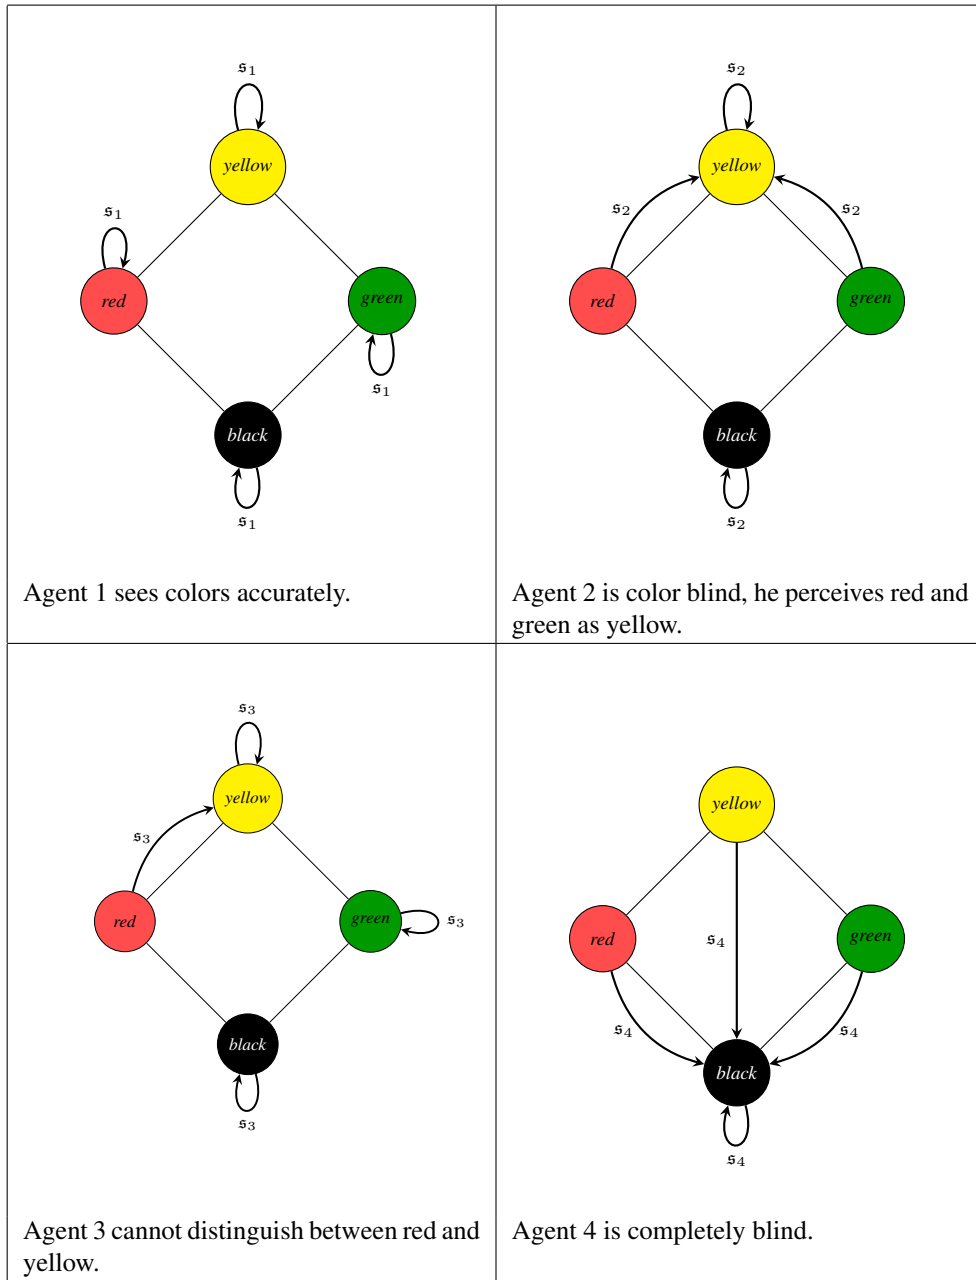 𝔰₁
yellow
𝔰₁
red
green
𝔰₁
black
𝔰₁
Agent 1 sees colors accurately.
𝔰₂
yellow
𝔰₂
𝔰₂
red
green
black
𝔰₂
Agent 2 is color blind, he perceives red and
green as yellow.
𝔰₃
yellow
𝔰₃
red
green
𝔰₃
black
𝔰₃
Agent 3 cannot distinguish between red and
yellow.
yellow
red
green
𝔰₄
𝔰₄
𝔰₄
black
𝔰₄
Agent 4 is completely blind.